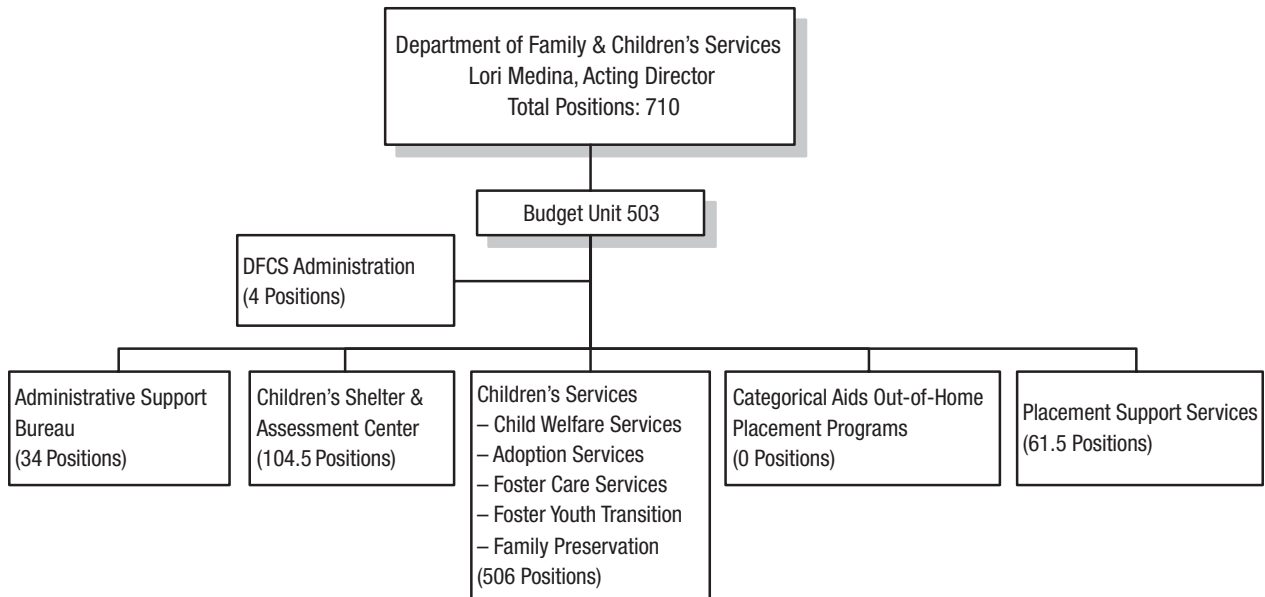 Department of Family & Children’s Services
Lori Medina, Acting Director
Total Positions: 710
Budget Unit 503
DFCS Administration
(4 Positions)
Administrative Support
Bureau
(34 Positions)
Children’s Shelter &
Assessment Center
(104.5 Positions)
Children’s Services
– Child Welfare Services
– Adoption Services
– Foster Care Services
– Foster Youth Transition
– Family Preservation
(506 Positions)
Categorical Aids Out-of-Home
Placement Programs
(0 Positions)
Placement Support Services
(61.5 Positions)